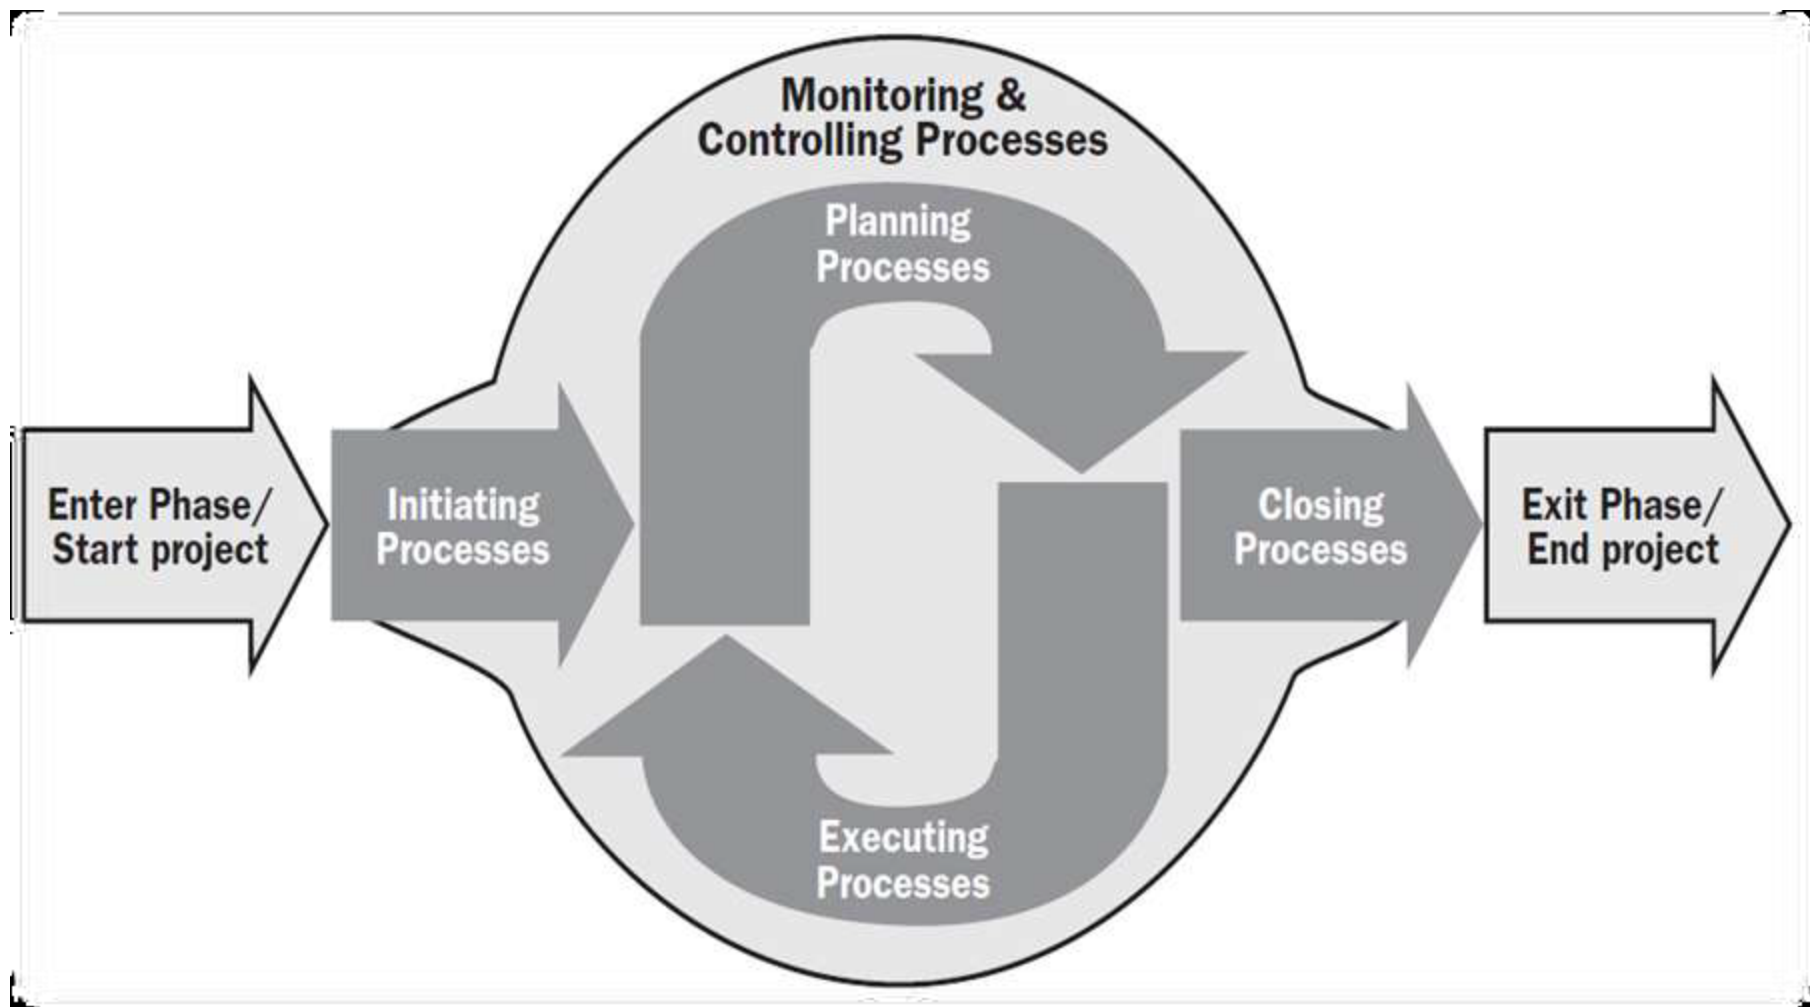 Monitoring &
Controlling Processes
Planning
Processes
Enter Phase/
Start project
Initiating
Processes
Closing
Processes
Exit Phase/
End project
Executing
Processes